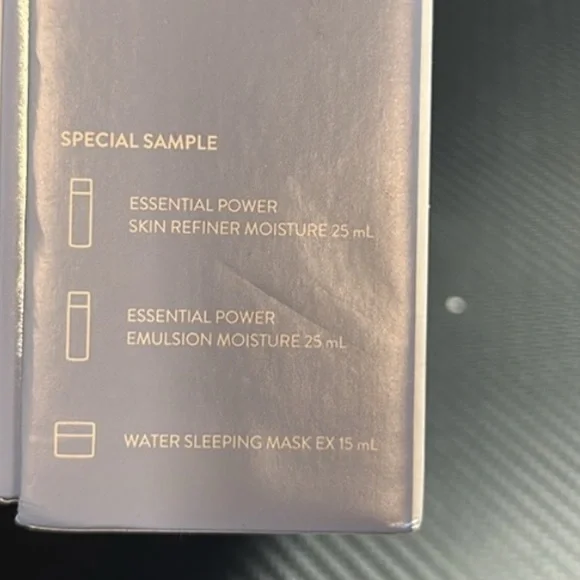 SPECIAL SAMPLE
ESSENTIAL POWER
SKIN REFINER MOISTURE 25 mL
ESSENTIAL POWER
EMULSION MOISTURE 25 mL
WATER SLEEPING MASK EX 15 mL